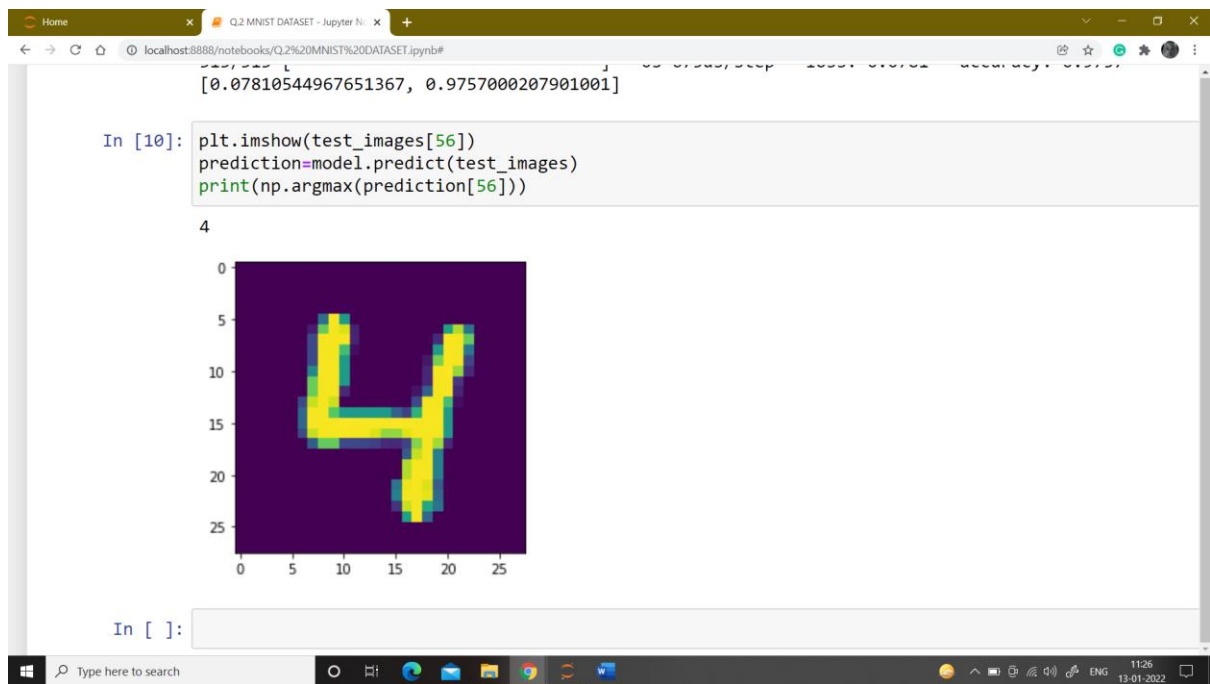 Home
Q.2 MNIST DATASET - Jupyter N
localhost:8888/notebooks/Q.2%20MNIST%20DATASET.ipynb#
[0.07810544967651367, 0.9757000207901001]
In [10]: plt.imshow(test_images[56])
prediction=model.predict(test_images)
print(np.argmax(prediction[56]))
4
0
5
10
15
20
25
0 5 10 15 20 25
In [ ]:
Type here to search
ENG
11:26
13-01-2022